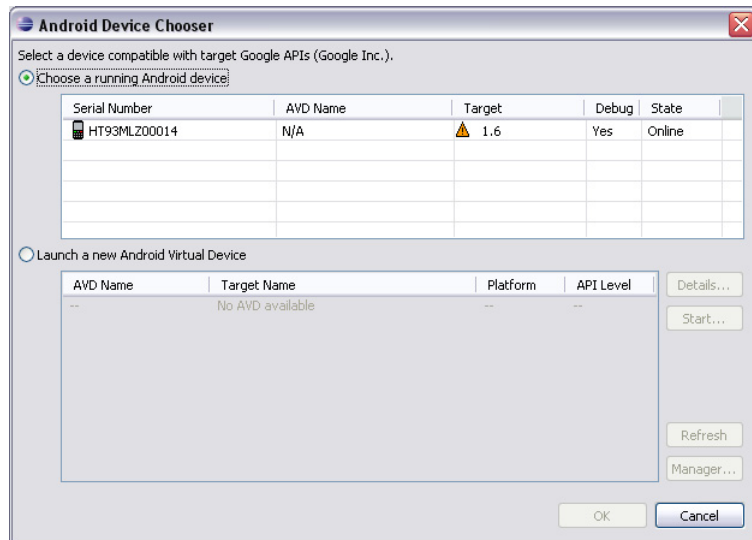 Android Device Chooser
Select a device compatible with target Google APIs (Google Inc.).
Choose a running Android device
Serial Number AVD Name Target Debug State
HT93MLZ00014 N/A 1.6 Yes Online
Launch a new Android Virtual Device
AVD Name Target Name Platform API Level Details...
-- No AVD available -- --
Start...
Refresh
Manager...
OK Cancel